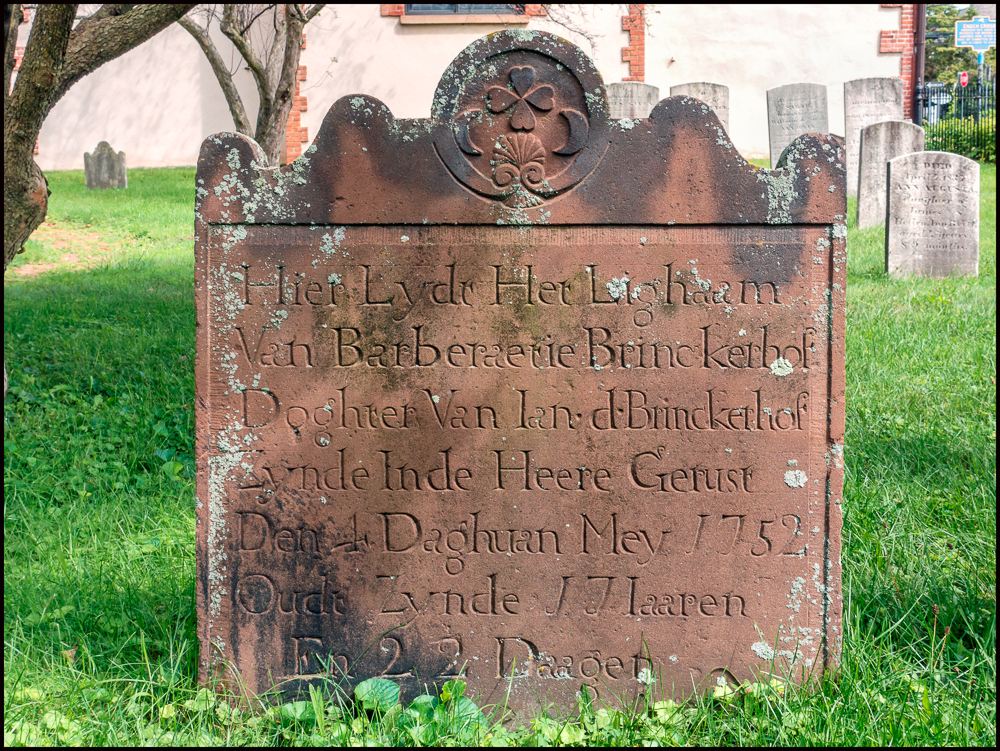 Hier Lydt Het Lighaam
Van Barberaetie Brinckerhof
Doghter Van Ian·d·Brinckerhof
Zynde Inde Heere Gerust
Den 4 Daghuan Mey 1752
Oudt Zynde 17 Iaaren
En 22 Daagen
DIED